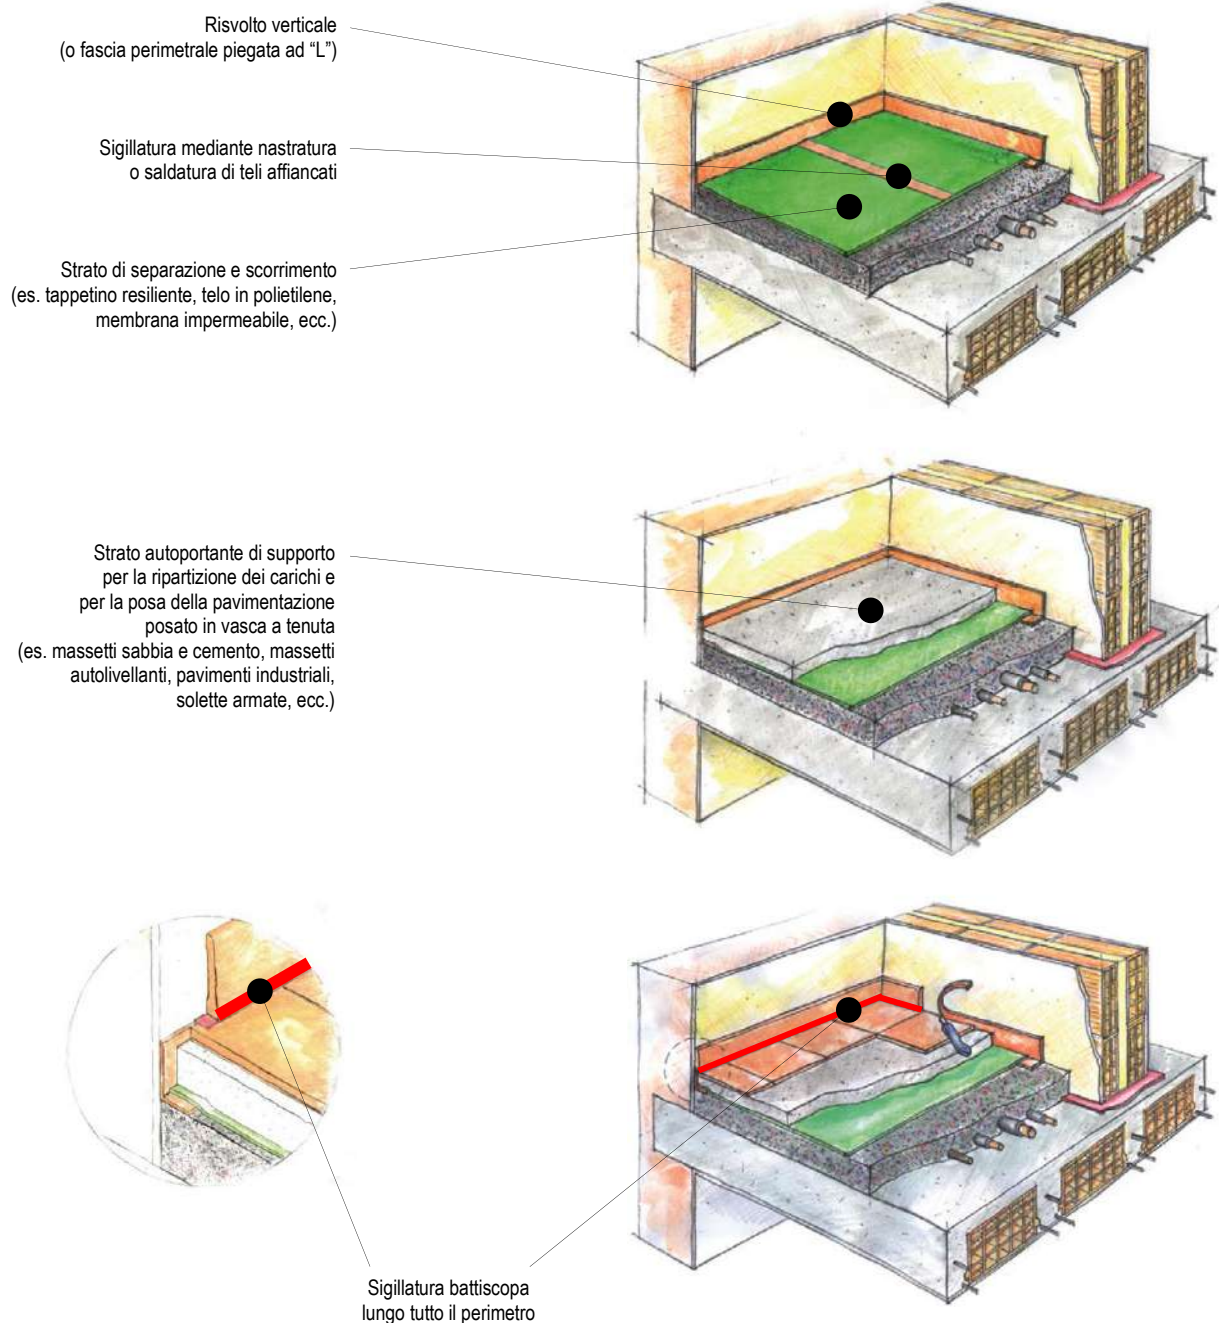 Risvolto verticale
(o fascia perimetrale piegata ad “L”)
Sigillatura mediante nastratura
o saldatura di teli affiancati
Strato di separazione e scorrimento
(es. tappetino resiliente, telo in polietilene,
membrana impermeabile, ecc.)
Strato autoportante di supporto
per la ripartizione dei carichi e
per la posa della pavimentazione
posato in vasca a tenuta
(es. massetti sabbia e cemento, massetti
autolivellanti, pavimenti industriali,
solette armate, ecc.)
Sigillatura battiscopa
lungo tutto il perimetro